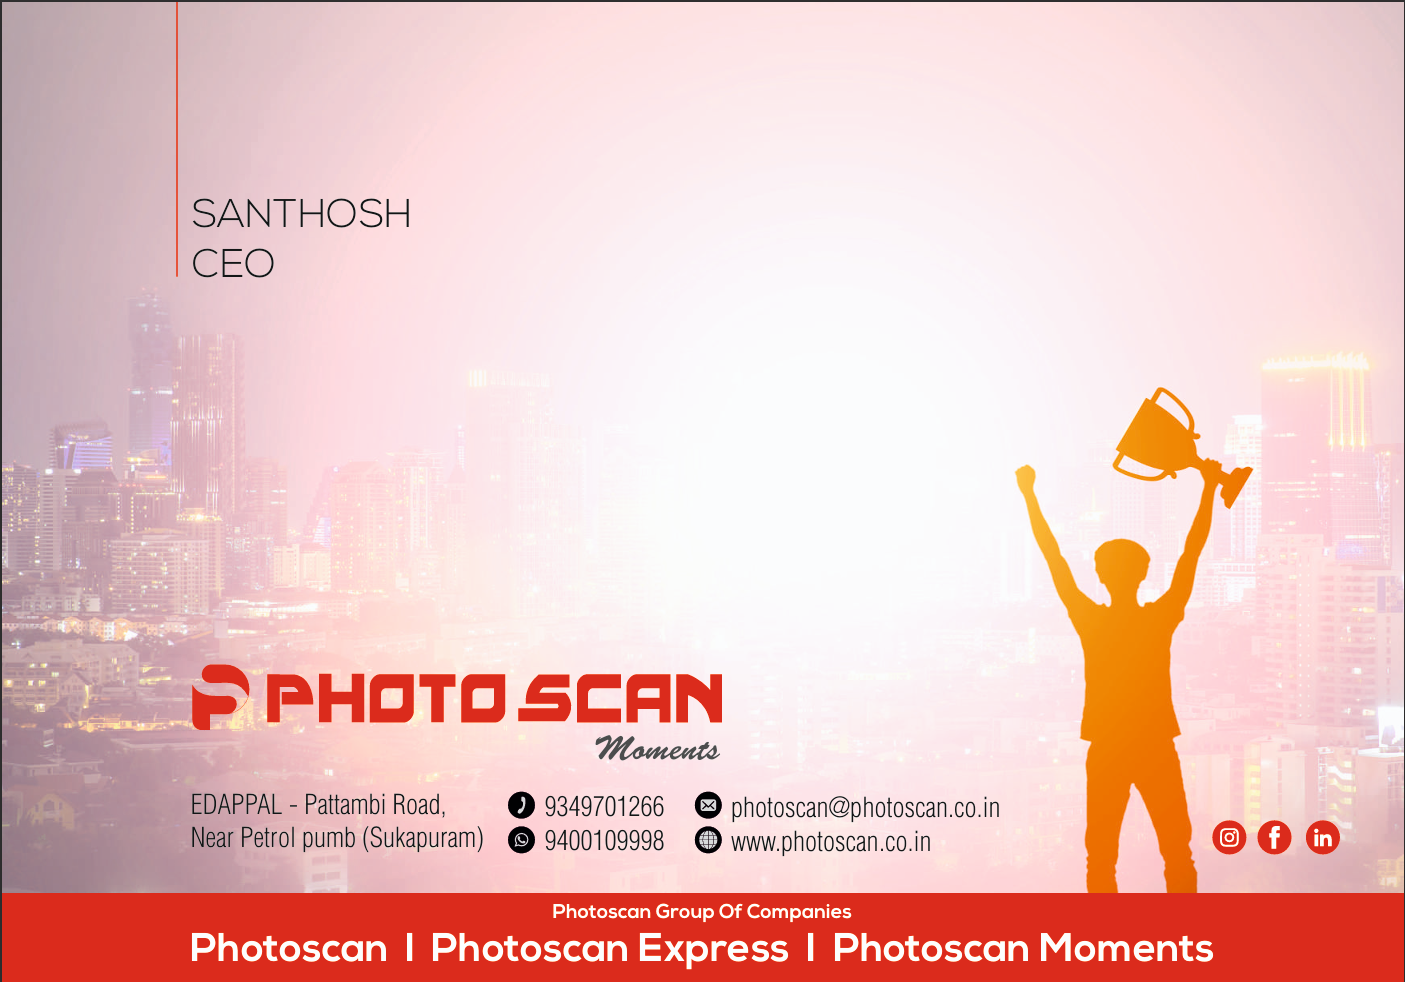 SANTHOSH
CEO
PHOTO SCAN
Moments
EDAPPAL - Pattambi Road,
Near Petrol pumb (Sukapuram)
9349701266
9400109998
photoscan@photoscan.co.in
www.photoscan.co.in
Photoscan Group Of Companies
Photoscan | Photoscan Express | Photoscan Moments